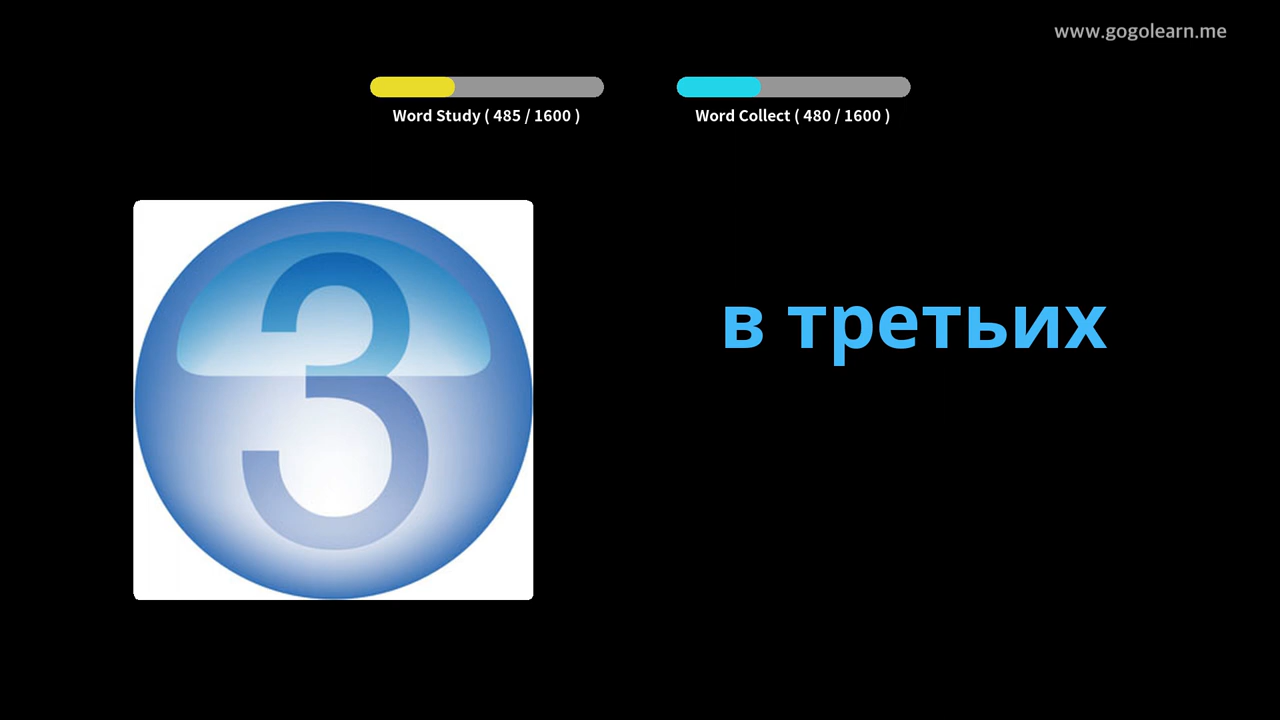 www.gogolearn.me
Word Study ( 485 / 1600 )
Word Collect ( 480 / 1600 )
3
в третьих